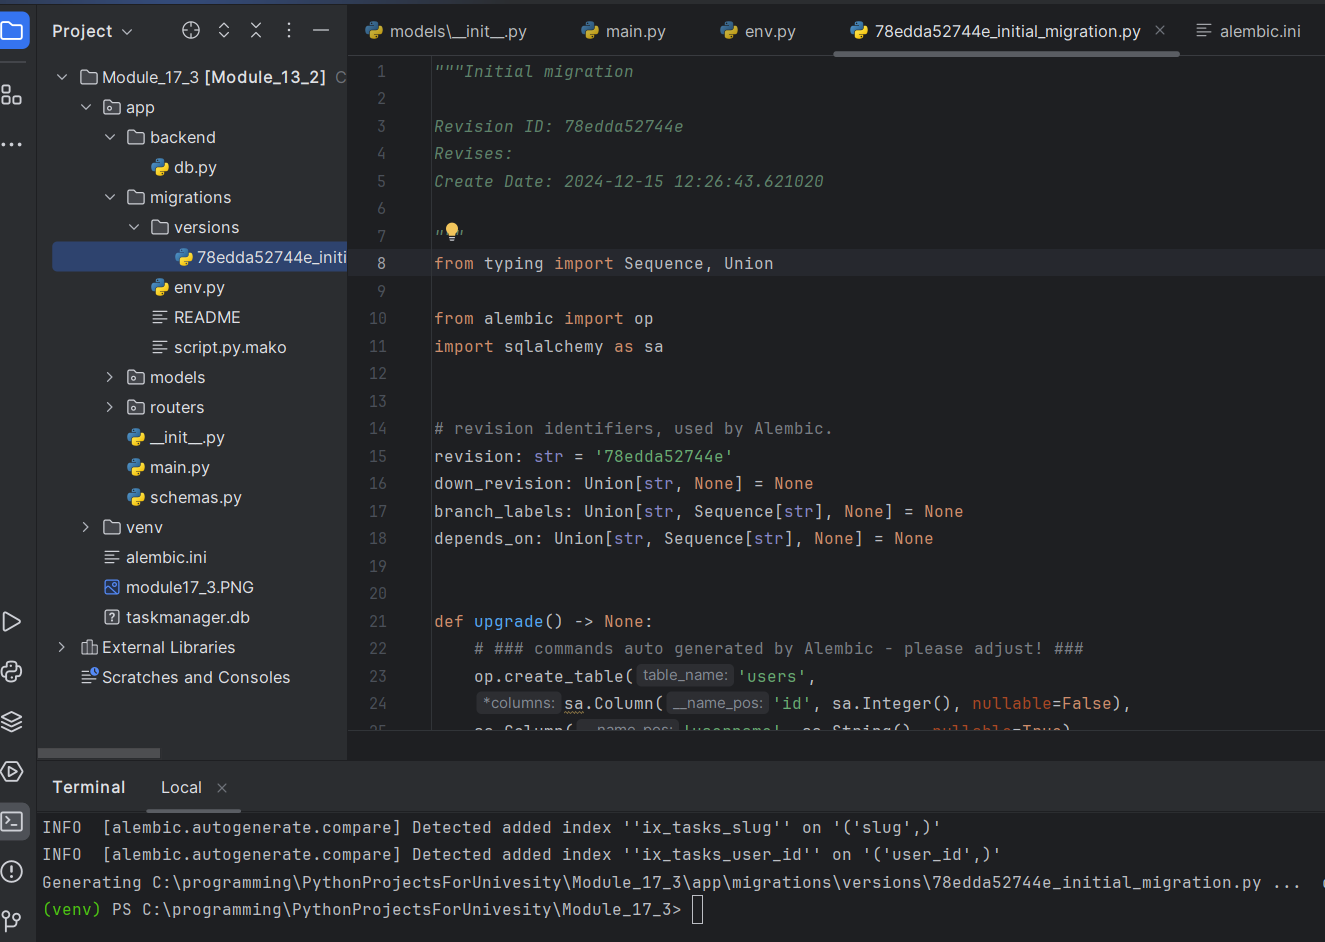 Project
models\__init__.py
main.py
env.py
78edda52744e_initial_migration.py
alembic.ini
Module_17_3 [Module_13_2] C
app
backend
db.py
migrations
versions
78edda52744e_initi
env.py
README
script.py.mako
models
routers
__init__.py
main.py
schemas.py
venv
alembic.ini
module17_3.PNG
taskmanager.db
External Libraries
Scratches and Consoles
1 """Initial migration
2
3 Revision ID: 78edda52744e
4 Revises:
5 Create Date: 2024-12-15 12:26:43.621020
6
7 """
8 from typing import Sequence, Union
9
10 from alembic import op
11 import sqlalchemy as sa
12
13
14 # revision identifiers, used by Alembic.
15 revision: str = '78edda52744e'
16 down_revision: Union[str, None] = None
17 branch_labels: Union[str, Sequence[str], None] = None
18 depends_on: Union[str, Sequence[str], None] = None
19
20
21 def upgrade() -> None:
22 # ### commands auto generated by Alembic - please adjust! ###
23 op.create_table( table_name: 'users',
24 *columns: sa.Column( __name_pos: 'id', sa.Integer(), nullable=False),
25 sa.Column( __name_pos: 'username', sa.String(), nullable=True),
Terminal
Local
INFO  [alembic.autogenerate.compare] Detected added index ''ix_tasks_slug'' on '('slug',)'
INFO  [alembic.autogenerate.compare] Detected added index ''ix_tasks_user_id'' on '('user_id',)'
Generating C:\programming\PythonProjectsForUnivesity\Module_17_3\app\migrations\versions\78edda52744e_initial_migration.py ...
(venv) PS C:\programming\PythonProjectsForUnivesity\Module_17_3>